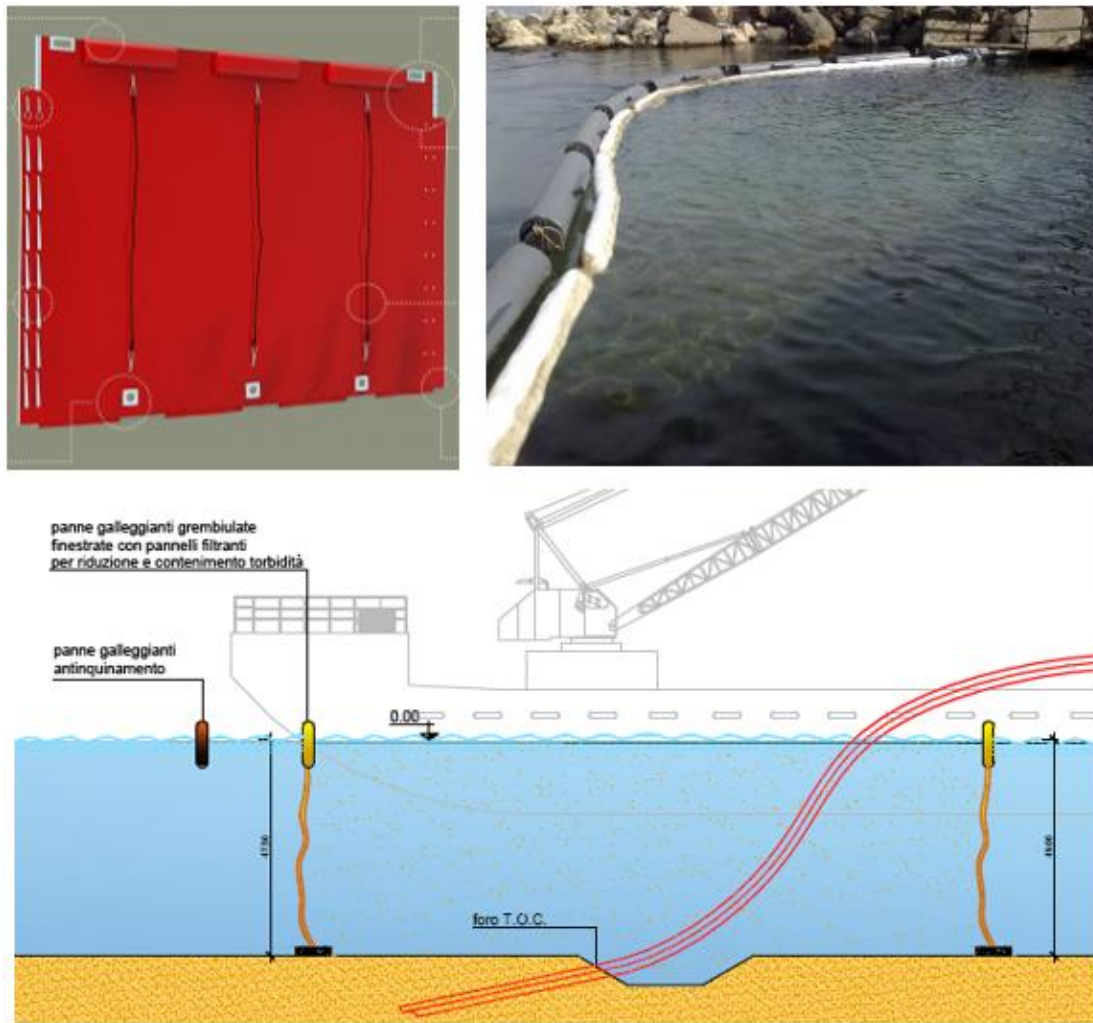 panne galleggianti grembiulate
finestrate con pannelli filtranti
per riduzione e contenimento torbidità
panne galleggianti
antinquinamento
0.00
foro T.O.C.